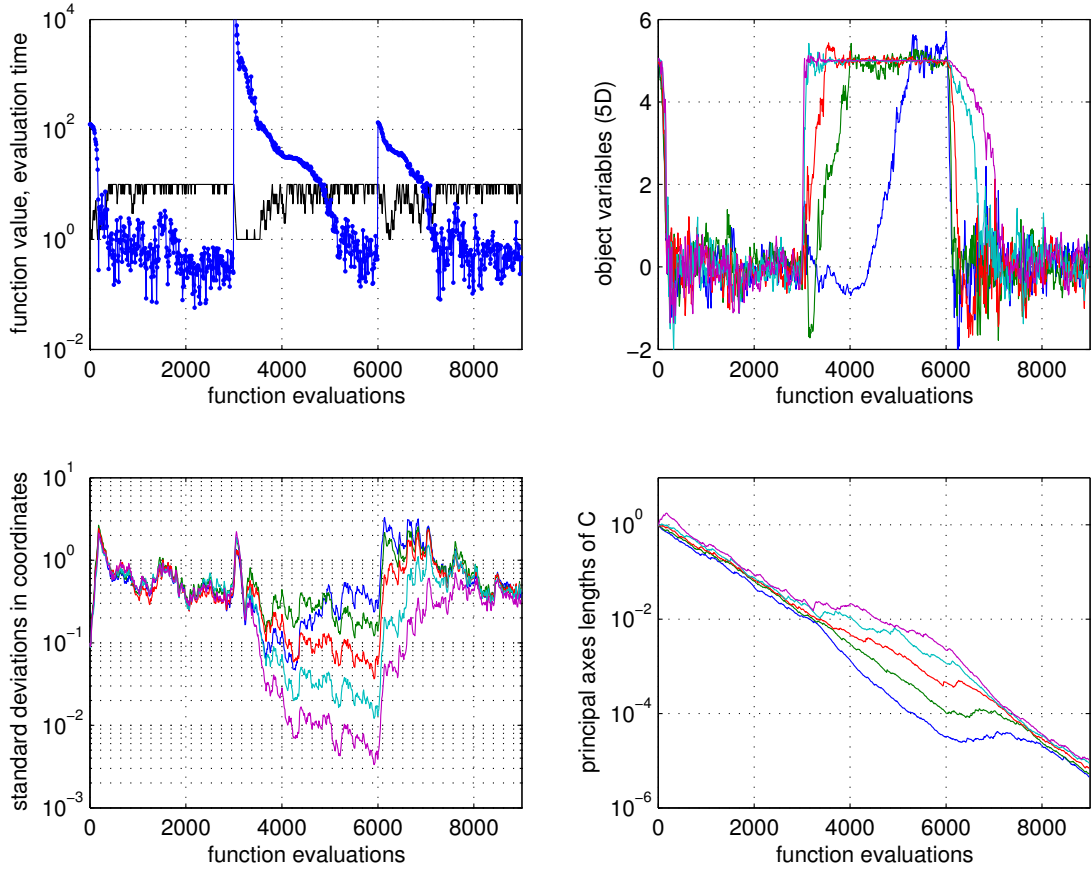 function value, evaluation time
10^4
10^2
10^0
10^-2
0 2000 4000 6000 8000
function evaluations
object variables (5D)
6
4
2
0
−2
0 2000 4000 6000 8000
function evaluations
standard deviations in coordinates
10^1
10^0
10^-1
10^-2
10^-3
0 2000 4000 6000 8000
function evaluations
principal axes lengths of C
10^0
10^-2
10^-4
10^-6
0 2000 4000 6000 8000
function evaluations